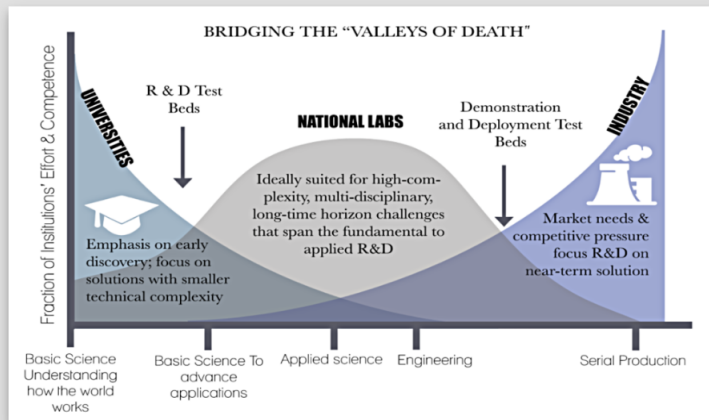 BRIDGING THE “VALLEYS OF DEATH"
Fraction of Institutions' Effort & Competence
UNIVERSITIES
R & D Test
Beds
NATIONAL LABS
Demonstration
and Deployment Test
Beds
INDUSTRY
Emphasis on early
discovery; focus on
solutions with smaller
technical complexity
Ideally suited for high-com-
plexity, multi-disciplinary,
long-time horizon challenges
that span the fundamental to
applied R&D
Market needs &
competitive pressure
focus R&D on
near-term solution
Basic Science
Understanding
how the world
works
Basic Science To
advance
applications
Applied science
Engineering
Serial Production